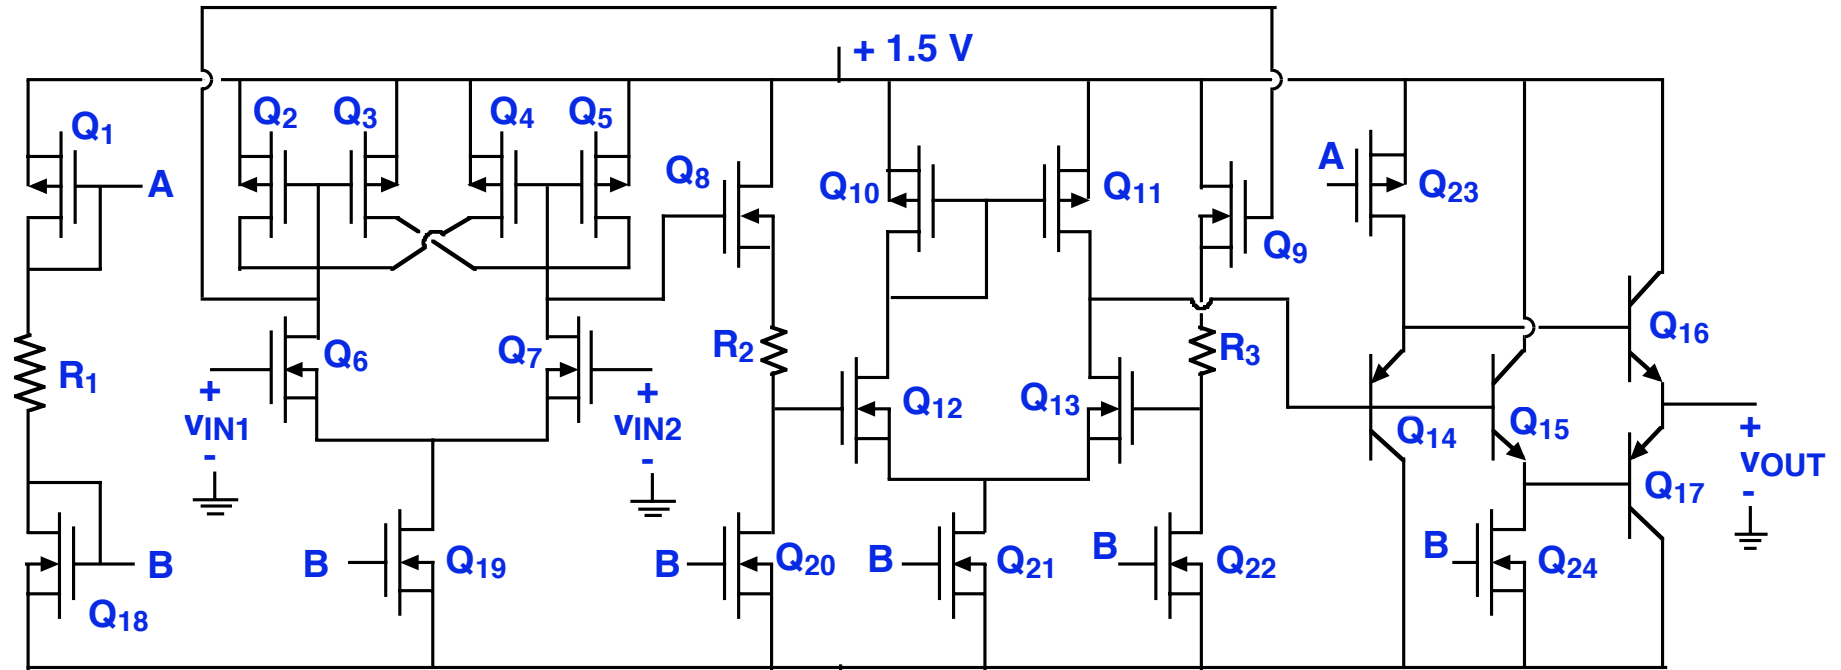 + 1.5 V
Q2 Q3 Q4 Q5
Q1
A
Q8
Q10 Q11
A
Q23
Q9
R1
Q6 Q7
R2
R3
Q16
+
vIN1
-
+
vIN2
-
Q12 Q13
Q14 Q15
+
vOUT
-
Q17
B
Q18
B
Q19
B
Q20
B
Q21
B
Q22
B
Q24